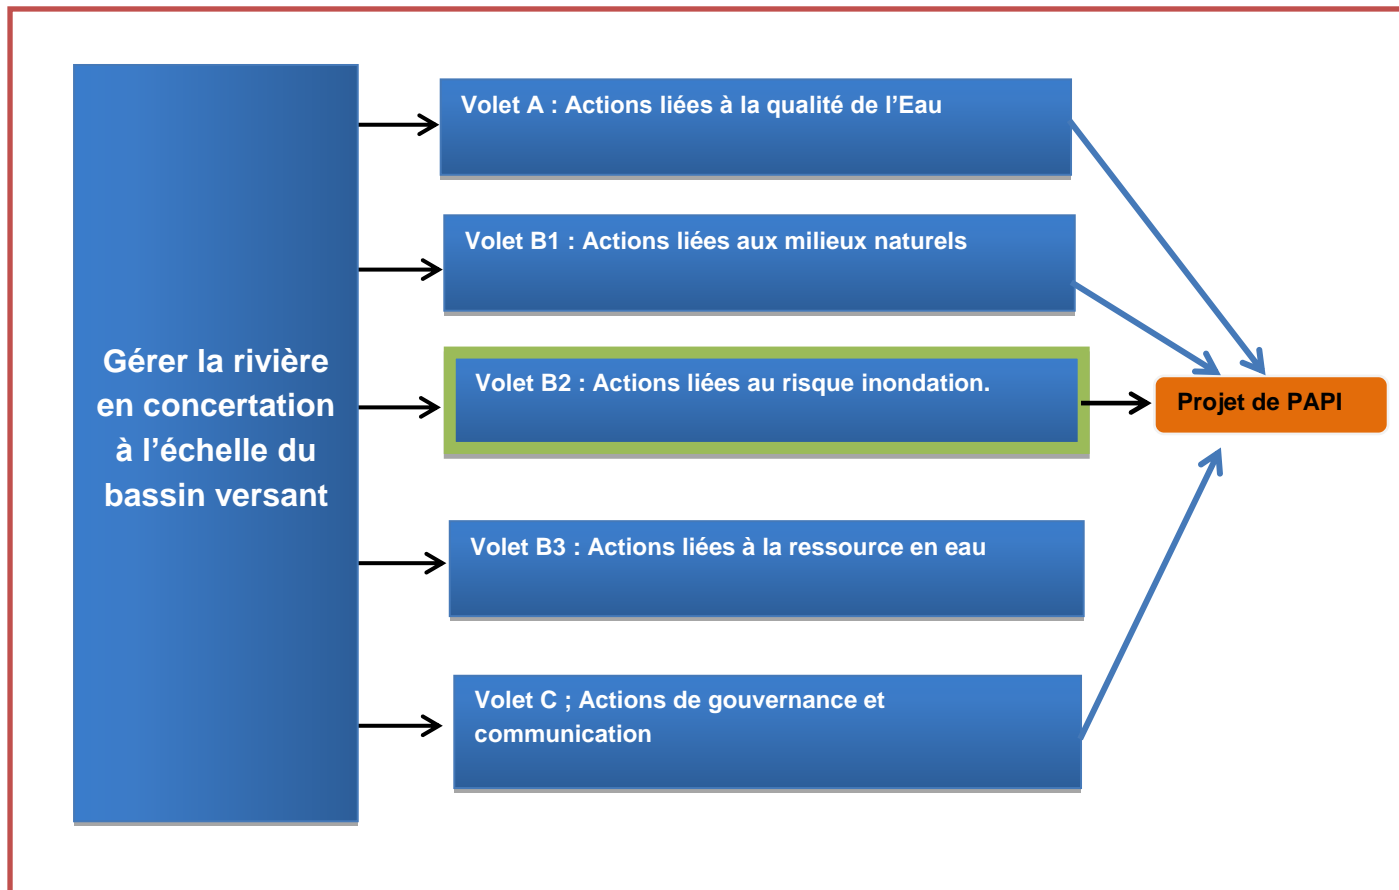 Gérer la rivière
en concertation
à l’échelle du
bassin versant
Volet A : Actions liées à la qualité de l’Eau
Volet B1 : Actions liées aux milieux naturels
Volet B2 : Actions liées au risque inondation.
Volet B3 : Actions liées à la ressource en eau
Volet C ; Actions de gouvernance et
communication
Projet de PAPI